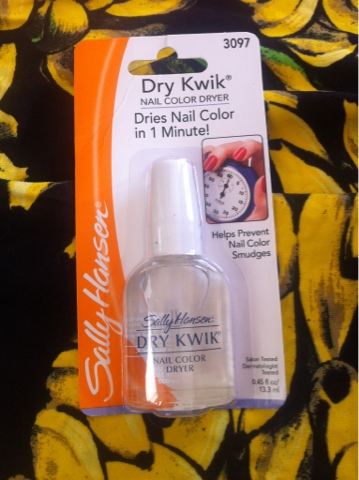 3097
Dry Kwik®
NAIL COLOR DRYER
Dries Nail Color
in 1 Minute!
Helps Prevent
Nail Color
Smudges
Sally Hansen®
Sally Hansen®
DRY KWIK®
NAIL COLOR
DRYER
Salon Tested
Dermatologist
Tested
0.45 fl oz/
13.3 ml